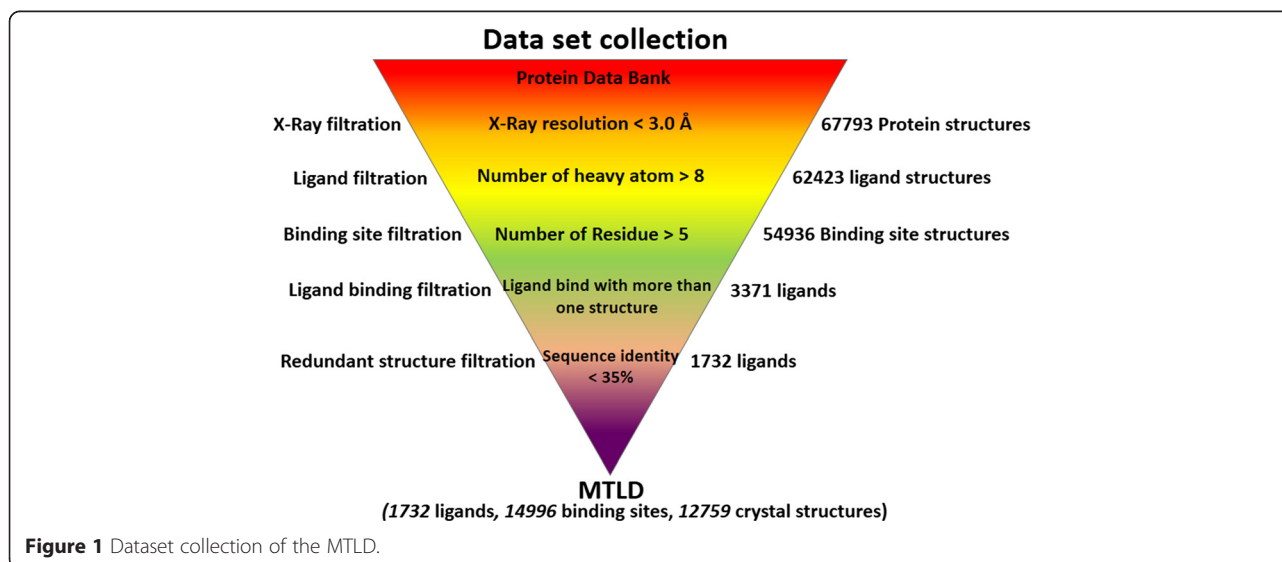 Data set collection
Protein Data Bank
X-Ray filtration
X-Ray resolution < 3.0 Å
67793 Protein structures
Ligand filtration
Number of heavy atom > 8
62423 ligand structures
Binding site filtration
Number of Residue > 5
54936 Binding site structures
Ligand binding filtration
Ligand bind with more than
one structure
3371 ligands
Redundant structure filtration
Sequence identity
< 35%
1732 ligands
MTLD
(1732 ligands, 14996 binding sites, 12759 crystal structures)
Figure 1 Dataset collection of the MTLD.